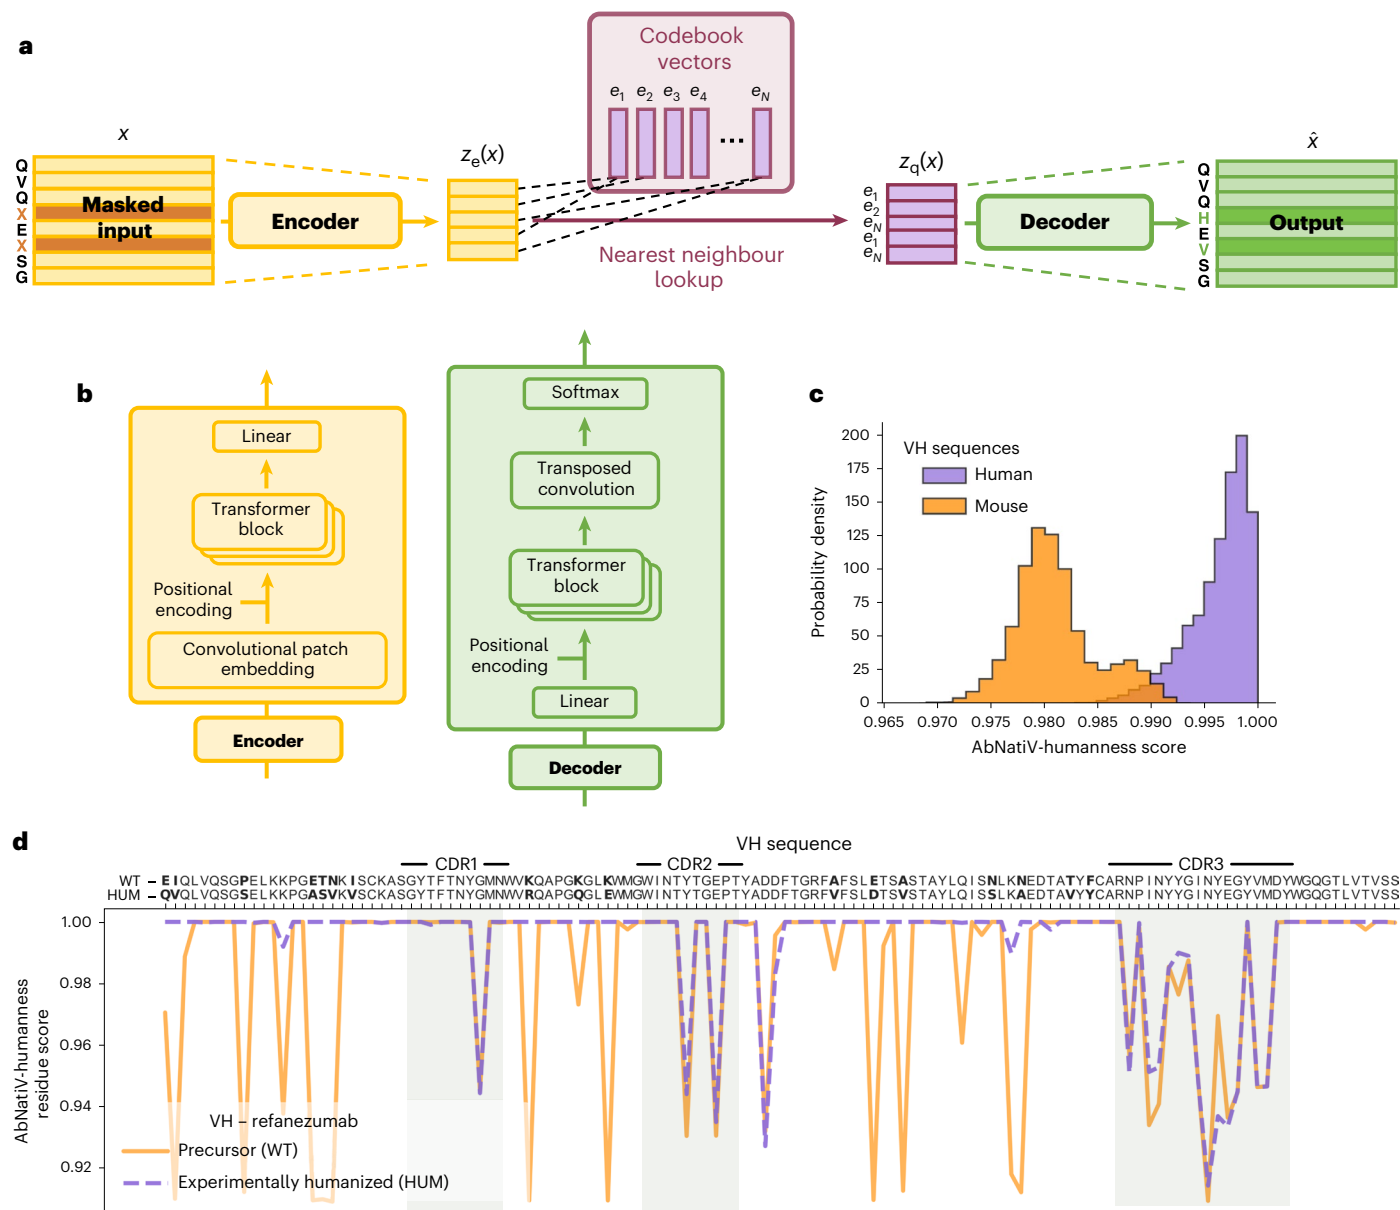 a
Codebook
vectors
e1 e2 e3 e4 ... eN
x
ze(x)
zq(x)
x̂
Q
V
Q
X
E
X
S
G
Masked
input
Encoder
Nearest neighbour
lookup
e1
e2
eN
e1
eN
Decoder
Q
V
Q
H
E
V
S
G
Output
b
Linear
Transformer
block
Positional
encoding
Convolutional patch
embedding
Encoder
Softmax
Transposed
convolution
Transformer
block
Positional
encoding
Linear
Decoder
c
VH sequences
Human
Mouse
Probability density
200
175
150
125
100
75
50
25
0
0.965 0.970 0.975 0.980 0.985 0.990 0.995 1.000
AbNatiV-humanness score
d
VH sequence
CDR1 CDR2 CDR3
WT – EIQLVQSGPELKKPGETNKISCKASGYTFTNYGMNWVKQAPGKGLKWMGWINTYTGEPTYADDFTGRFAFSLETSASTAYLQISNLKNEDTATYFCARNPINYYGINYEGYVMDYWGQGTLVTVSS
HUM – QVQLVQSGSELKKPGASVKVSCKASGYTFTNYGMNWVRQAPGQGLEWMGWINTYTGEPTYADDFTGRFVFSLDTSVSTAYLQISSLKAEDTAVYYCARNPINYYGINYEGYVMDYWGQGTLVTVSS
AbNatiV-humanness
residue score
1.00
0.98
0.96
0.94
0.92
VH – refanezumab
Precursor (WT)
Experimentally humanized (HUM)